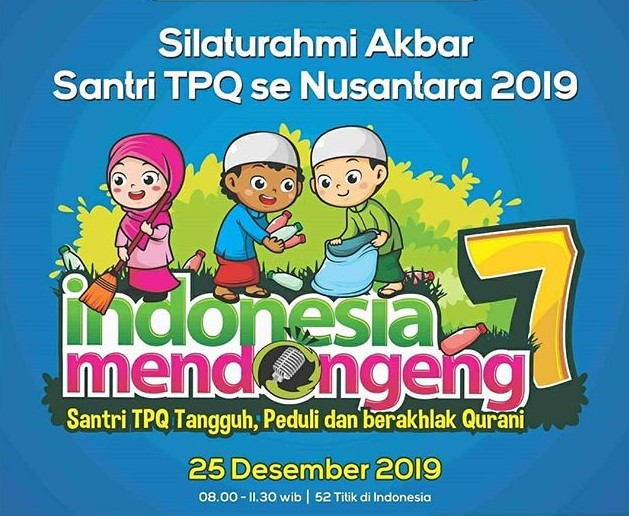 Silaturahmi Akbar
Santri TPQ se Nusantara 2019
indonesia
mendongeng 7
Santri TPQ Tangguh, Peduli dan berakhlak Qurani
25 Desember 2019
08.00 - 11.30 wib | 52 Titik di Indonesia